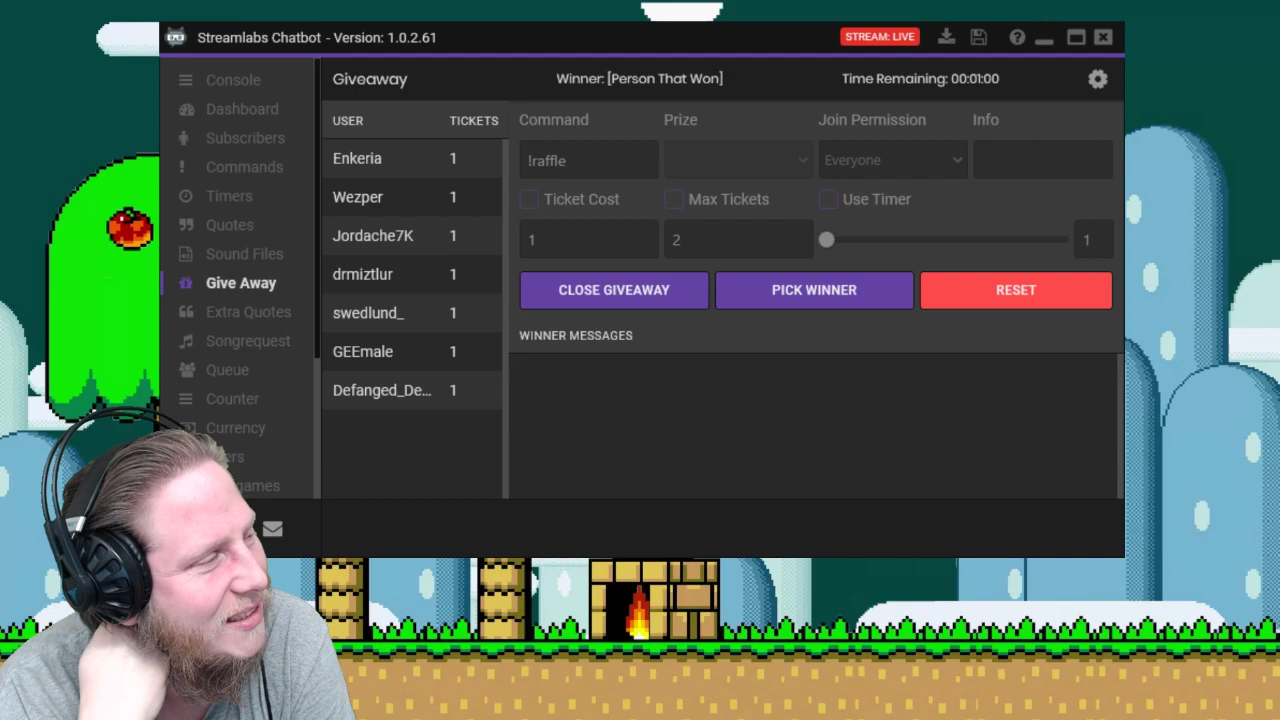 Streamlabs Chatbot - Version: 1.0.2.61
STREAM: LIVE
Console
Dashboard
Subscribers
Commands
Timers
Quotes
Sound Files
Give Away
Extra Quotes
Songrequest
Queue
Counter
Currency
ers
games
Giveaway
Winner: [Person That Won]
Time Remaining: 00:01:00
USER TICKETS
Enkeria 1
Wezper 1
Jordache7K 1
drmiztlur 1
swedlund_ 1
GEEmale 1
Defanged_De... 1
Command Prize Join Permission Info
!raffle Everyone
Ticket Cost Max Tickets Use Timer
1 2 1
CLOSE GIVEAWAY PICK WINNER RESET
WINNER MESSAGES